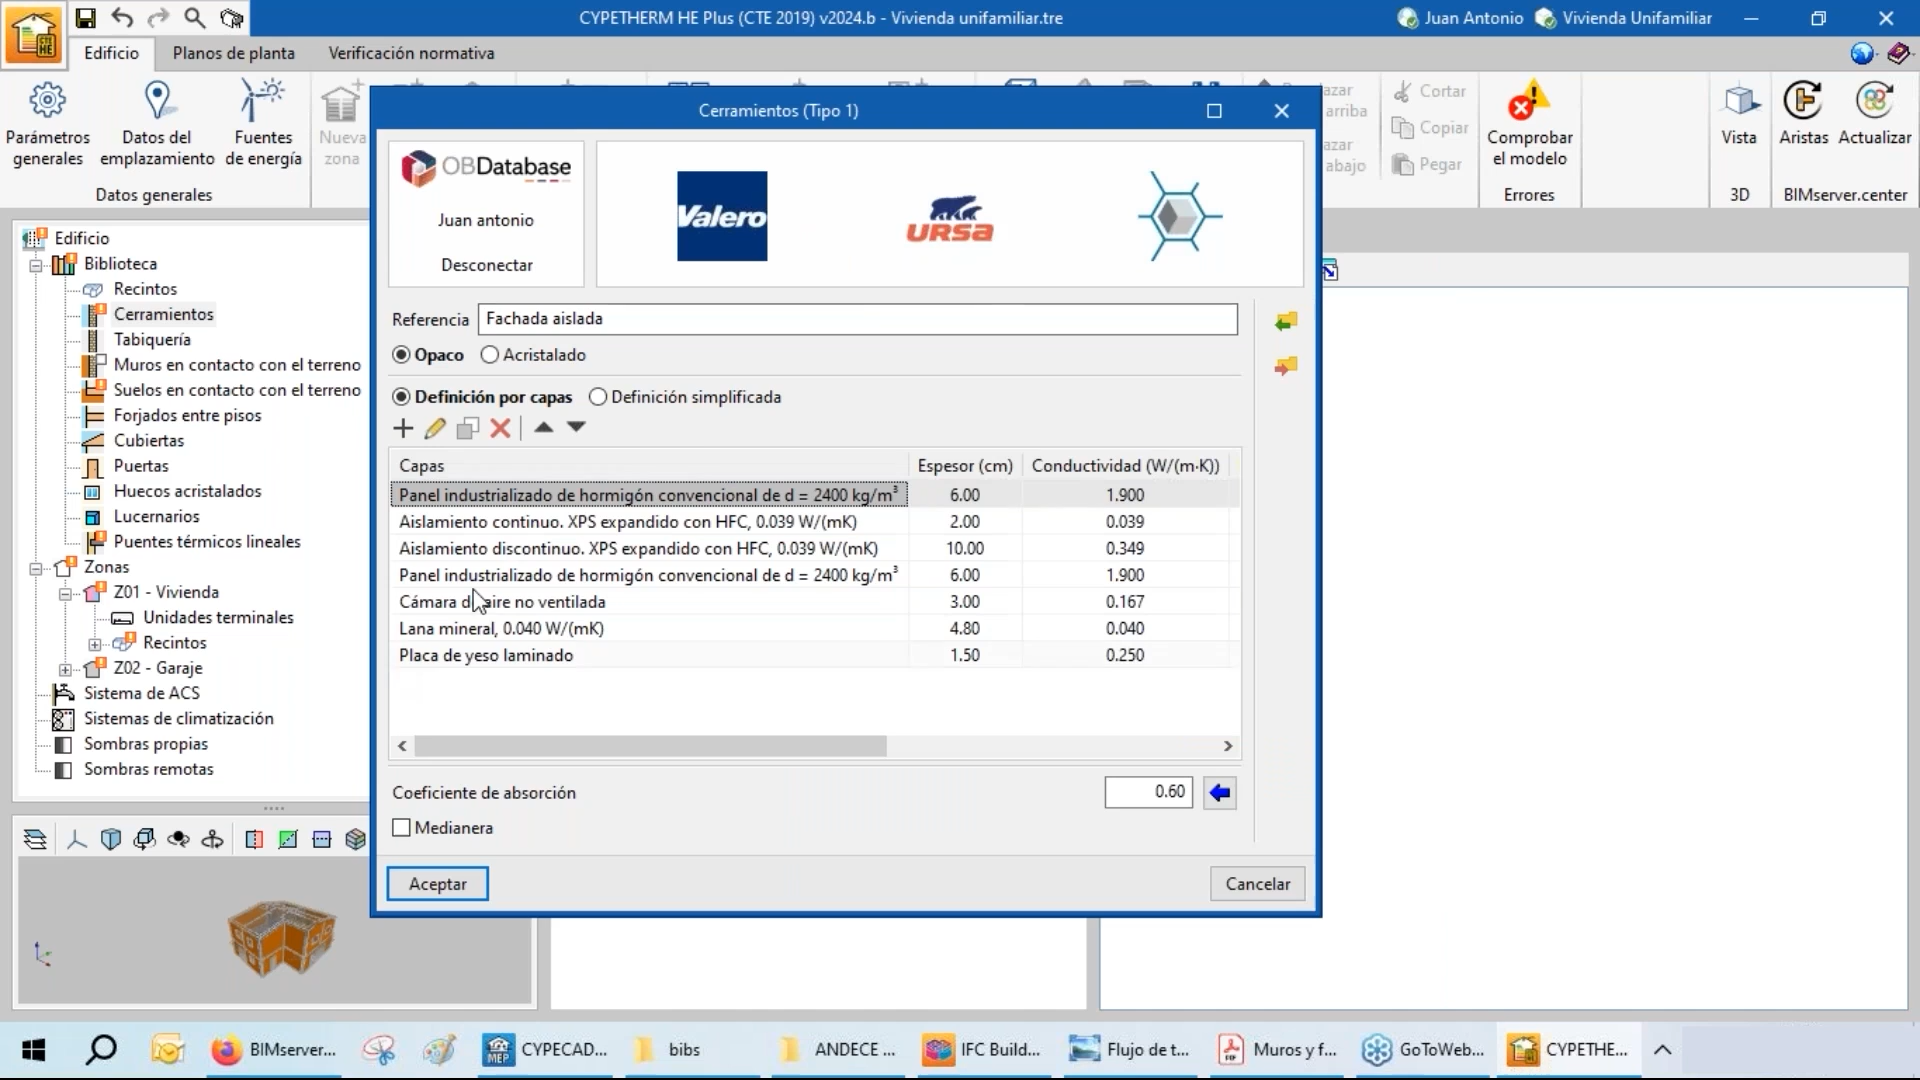 CYPETHERM HE Plus (CTE 2019) v2024.b - Vivienda unifamiliar.tre
Juan Antonio
Vivienda Unifamiliar
Edificio
Planos de planta
Verificación normativa
Parámetros generales
Datos del emplazamiento
Fuentes de energía
Datos generales
Nueva zona
Cortar
Copiar
Pegar
Comprobar el modelo
Errores
Vista
3D
Aristas
Actualizar
BIMserver.center
Edificio
Biblioteca
Recintos
Cerramientos
Tabiquería
Muros en contacto con el terreno
Suelos en contacto con el terreno
Forjados entre pisos
Cubiertas
Puertas
Huecos acristalados
Lucernarios
Puentes térmicos lineales
Zonas
Z01 - Vivienda
Unidades terminales
Recintos
Z02 - Garaje
Sistema de ACS
Sistemas de climatización
Sombras propias
Sombras remotas
Cerramientos (Tipo 1)
OBDatabase
Juan antonio
Desconectar
Valero
URSA
Referencia Fachada aislada
Opaco Acristalado
Definición por capas Definición simplificada
Capas Espesor (cm) Conductividad (W/(m·K))
Panel industrializado de hormigón convencional de d = 2400 kg/m³ 6.00 1.900
Aislamiento continuo. XPS expandido con HFC, 0.039 W/(mK) 2.00 0.039
Aislamiento discontinuo. XPS expandido con HFC, 0.039 W/(mK) 10.00 0.349
Panel industrializado de hormigón convencional de d = 2400 kg/m³ 6.00 1.900
Cámara de aire no ventilada 3.00 0.167
Lana mineral, 0.040 W/(mK) 4.80 0.040
Placa de yeso laminado 1.50 0.250
Coeficiente de absorción 0.60
Medianera
Aceptar
Cancelar
BIMserver...
CYPECAD...
bibs
ANDECE ...
IFC Build...
Flujo de t...
Muros y f...
GoToWeb...
CYPETHE...